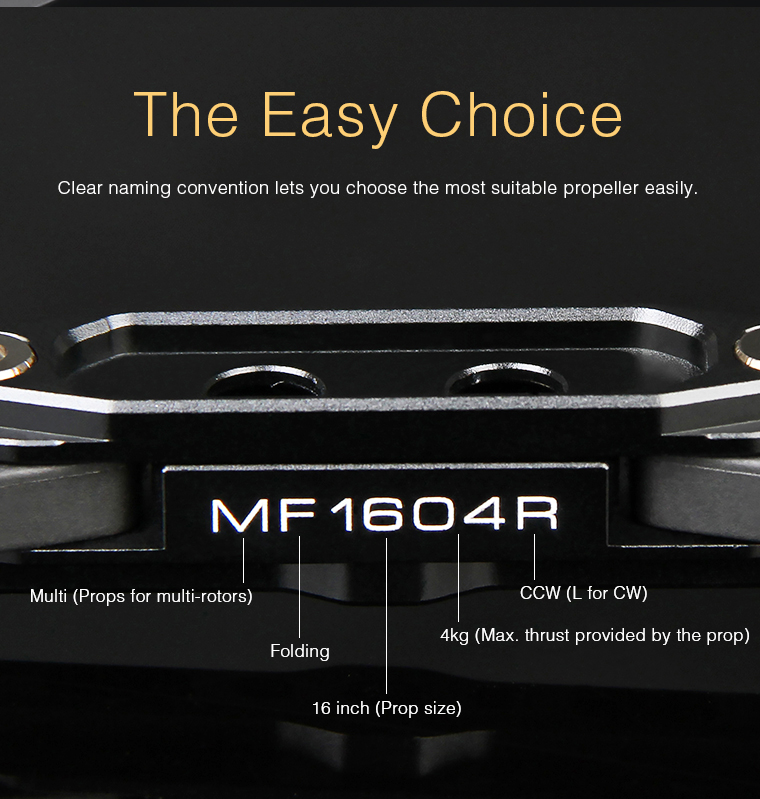 The Easy Choice
Clear naming convention lets you choose the most suitable propeller easily.
MF1604R
Multi (Props for multi-rotors)
CCW (L for CW)
4kg (Max. thrust provided by the prop)
Folding
16 inch (Prop size)